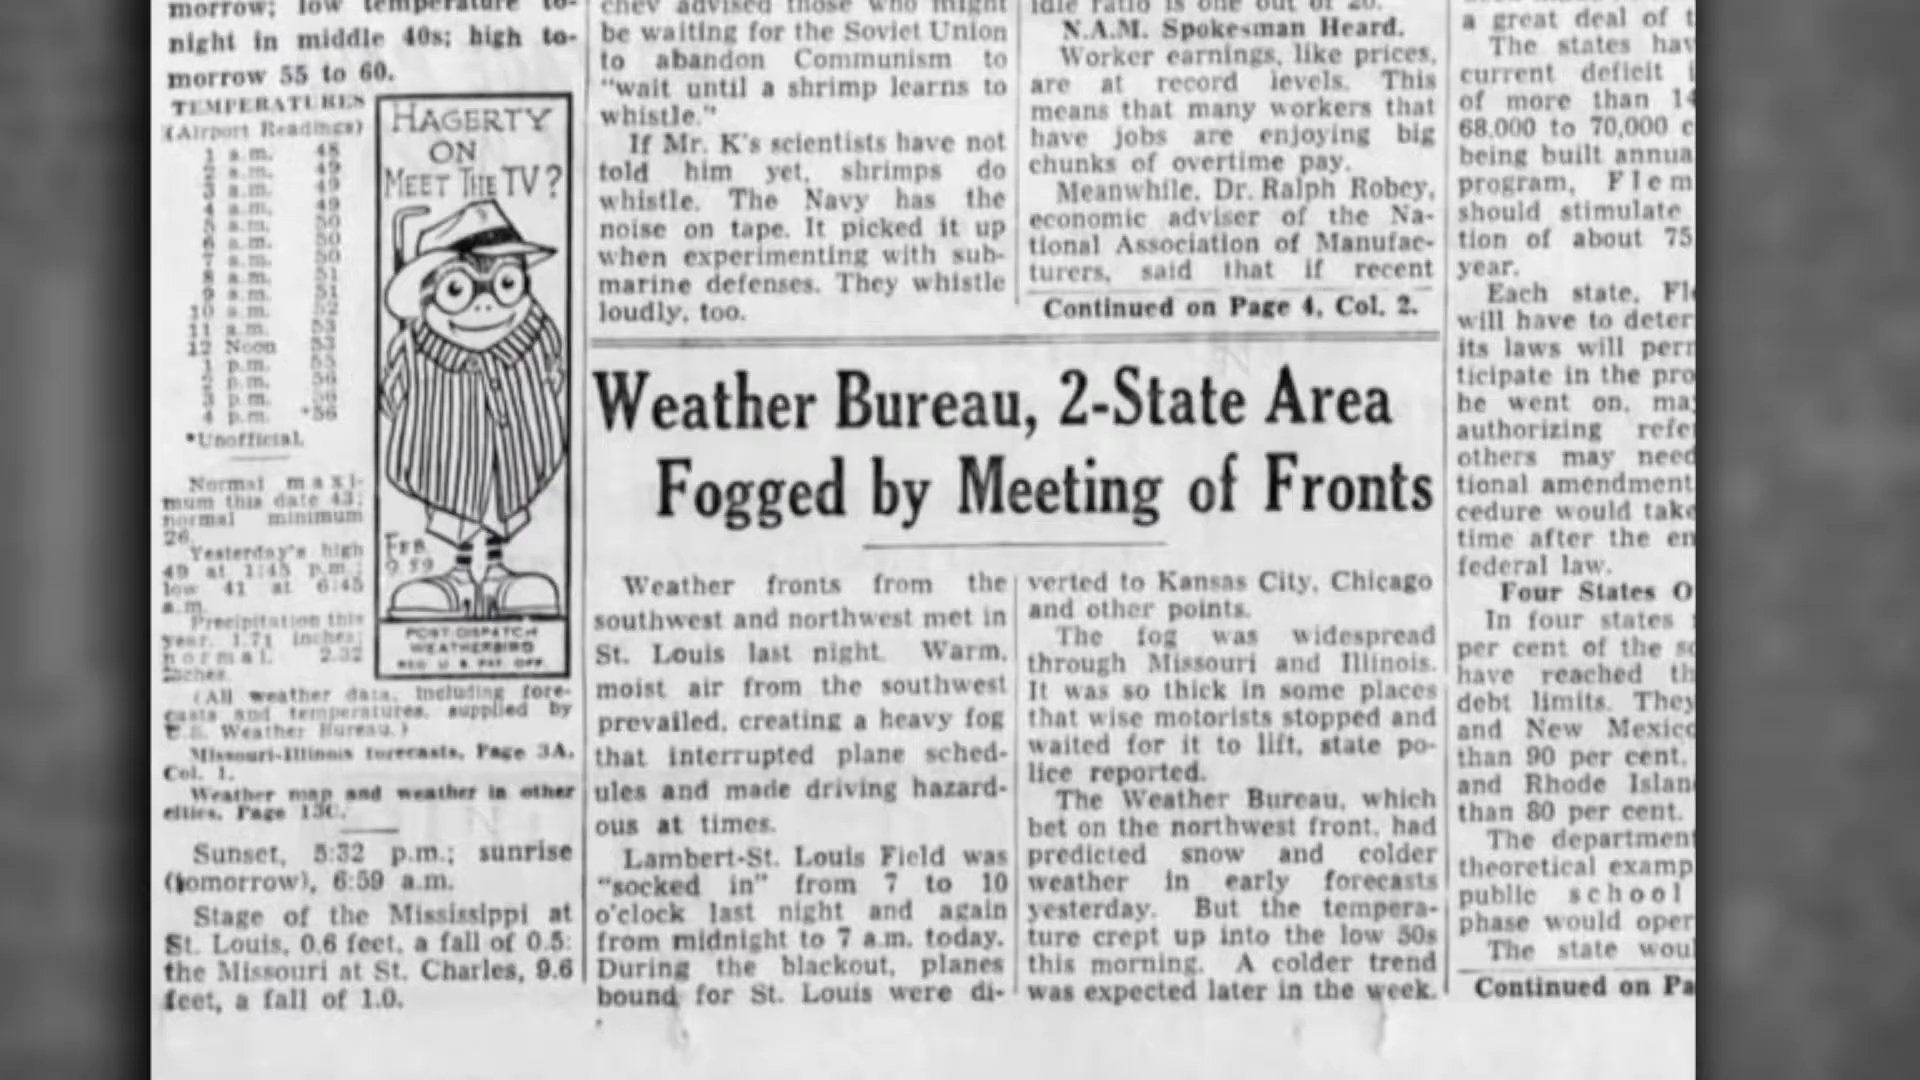 morrow; low temperature to-
night in middle 40s; high to-
morrow 55 to 60.
TEMPERATURES
(Airport Readings)
1 a.m. 48
2 a.m. 49
3 a.m. 49
4 a.m. 49
5 a.m. 50
6 a.m. 50
7 a.m. 50
8 a.m. 51
9 a.m. 51
10 a.m. 52
11 a.m. 53
12 Noon 53
1 p.m. 55
2 p.m. 56
3 p.m. 56
4 p.m. *56
*Unofficial.
Normal maxi-
mum this date 43;
normal minimum
26.
Yesterday's high
49 at 1:45 p.m.;
low 41 at 6:45
a.m.
Precipitation this
year, 1.71 inches;
normal, 2.32
inches.
(All weather data, including fore-
casts and temperatures, supplied by
U.S. Weather Bureau.)
Missouri-Illinois forecasts, Page 3A,
Col. 1.
Weather map and weather in other
cities, Page 13C.
Sunset, 5:32 p.m.; sunrise
(tomorrow), 6:59 a.m.
Stage of the Mississippi at
St. Louis, 0.6 feet, a fall of 0.5;
the Missouri at St. Charles, 9.6
feet, a fall of 1.0.
HAGERTY
ON
MEET THE TV?
FEB.
9 59
POST-DISPATCH
WEATHERBIRD
REG. U.S. PAT. OFF.
chev advised those who might
be waiting for the Soviet Union
to abandon Communism to
"wait until a shrimp learns to
whistle."
If Mr. K's scientists have not
told him yet, shrimps do
whistle. The Navy has the
noise on tape. It picked it up
when experimenting with sub-
marine defenses. They whistle
loudly, too.
idle ratio is one out of 20.
N.A.M. Spokesman Heard.
Worker earnings, like prices,
are at record levels. This
means that many workers that
have jobs are enjoying big
chunks of overtime pay.
Meanwhile, Dr. Ralph Robey,
economic adviser of the Na-
tional Association of Manufac-
turers, said that if recent
Continued on Page 4, Col. 2.
Weather Bureau, 2-State Area
Fogged by Meeting of Fronts
Weather fronts from the
southwest and northwest met in
St. Louis last night. Warm,
moist air from the southwest
prevailed, creating a heavy fog
that interrupted plane sched-
ules and made driving hazard-
ous at times.
Lambert-St. Louis Field was
"socked in" from 7 to 10
o'clock last night and again
from midnight to 7 a.m. today.
During the blackout, planes
bound for St. Louis were di-
verted to Kansas City, Chicago
and other points.
The fog was widespread
through Missouri and Illinois.
It was so thick in some places
that wise motorists stopped and
waited for it to lift, state po-
lice reported.
The Weather Bureau, which
bet on the northwest front, had
predicted snow and colder
weather in early forecasts
yesterday. But the tempera-
ture crept up into the low 50s
this morning. A colder trend
was expected later in the week.
a great deal of t
The states hav
current deficit i
of more than 14
68,000 to 70,000 c
being built annua
program, Flem
should stimulate
tion of about 75
year.
Each state, Fle
will have to deter
its laws will perm
ticipate in the pro
he went on, may
authorizing refer
others may need
tional amendment
cedure would take
time after the en
federal law.
Four States O
In four states
per cent of the sc
have reached th
debt limits. They
and New Mexico
than 90 per cent,
and Rhode Islan
than 80 per cent.
The department
theoretical examp
public school
phase would oper
The state woul
Continued on Pa